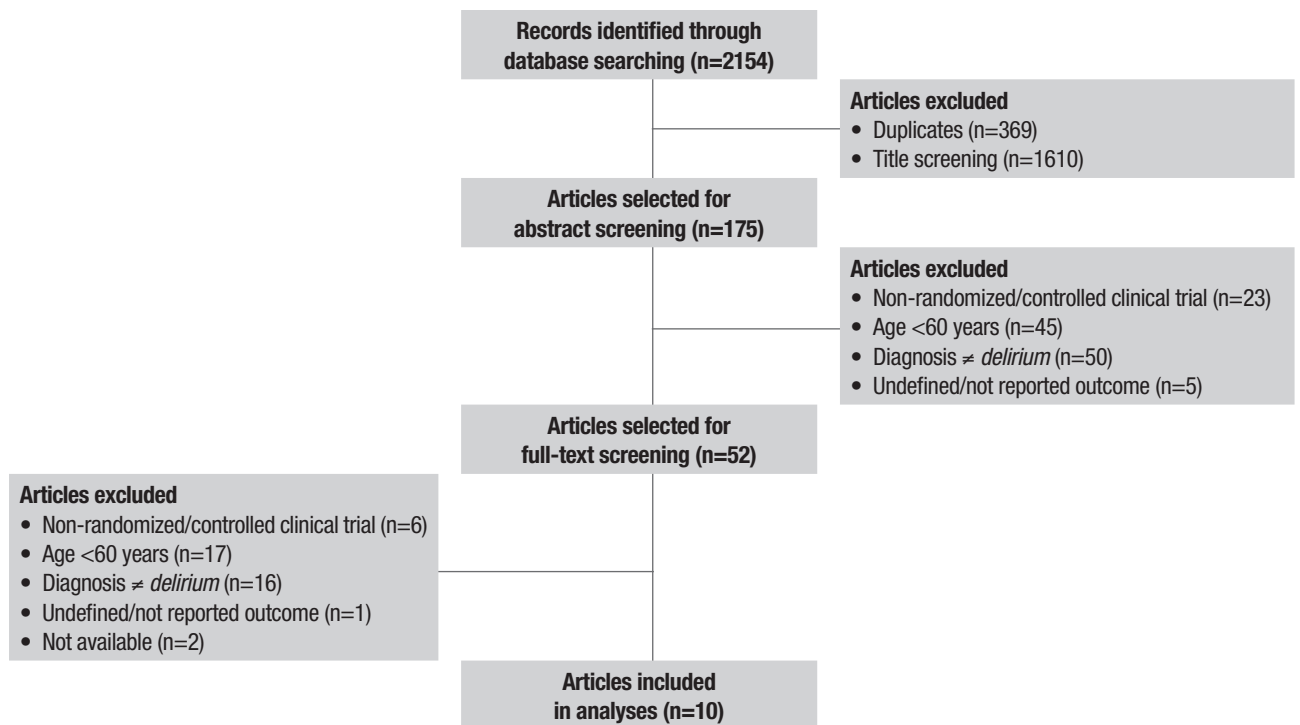 Records identified through
database searching (n=2154)
Articles excluded
• Duplicates (n=369)
• Title screening (n=1610)
Articles selected for
abstract screening (n=175)
Articles excluded
• Non-randomized/controlled clinical trial (n=23)
• Age <60 years (n=45)
• Diagnosis ≠ delirium (n=50)
• Undefined/not reported outcome (n=5)
Articles selected for
full-text screening (n=52)
Articles excluded
• Non-randomized/controlled clinical trial (n=6)
• Age <60 years (n=17)
• Diagnosis ≠ delirium (n=16)
• Undefined/not reported outcome (n=1)
• Not available (n=2)
Articles included
in analyses (n=10)